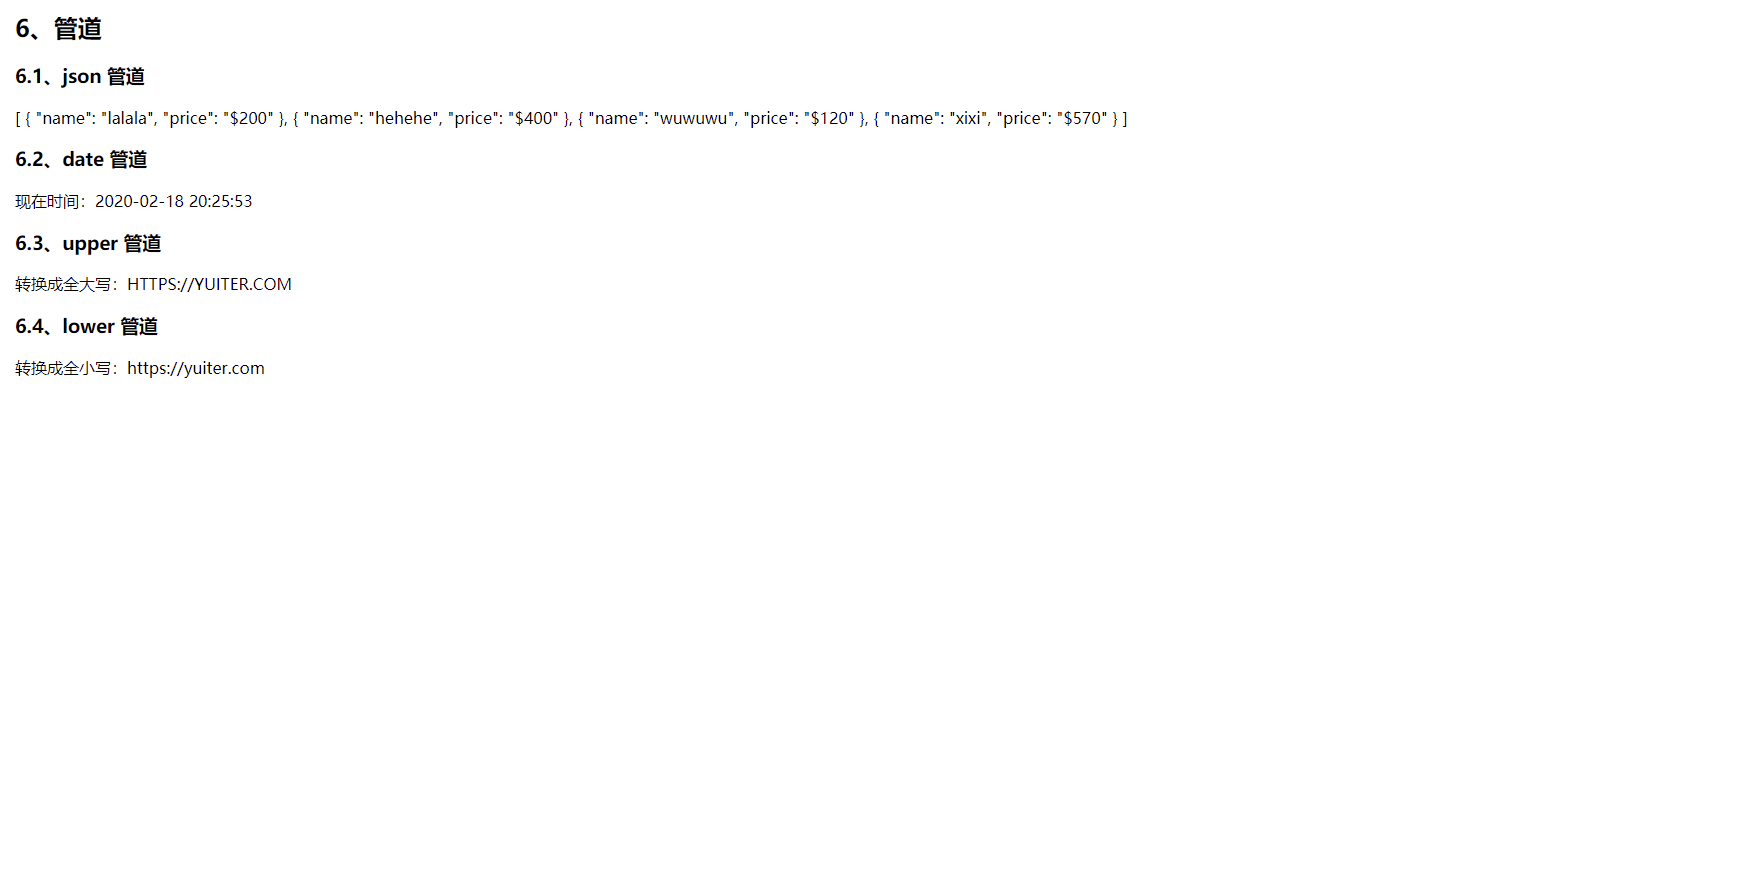 6、管道
6.1、json 管道
[ { "name": "lalala", "price": "$200" }, { "name": "hehehe", "price": "$400" }, { "name": "wuwuwu", "price": "$120" }, { "name": "xixi", "price": "$570" } ]
6.2、date 管道
现在时间：2020-02-18 20:25:53
6.3、upper 管道
转换成全大写：HTTPS://YUITER.COM
6.4、lower 管道
转换成全小写：https://yuiter.com